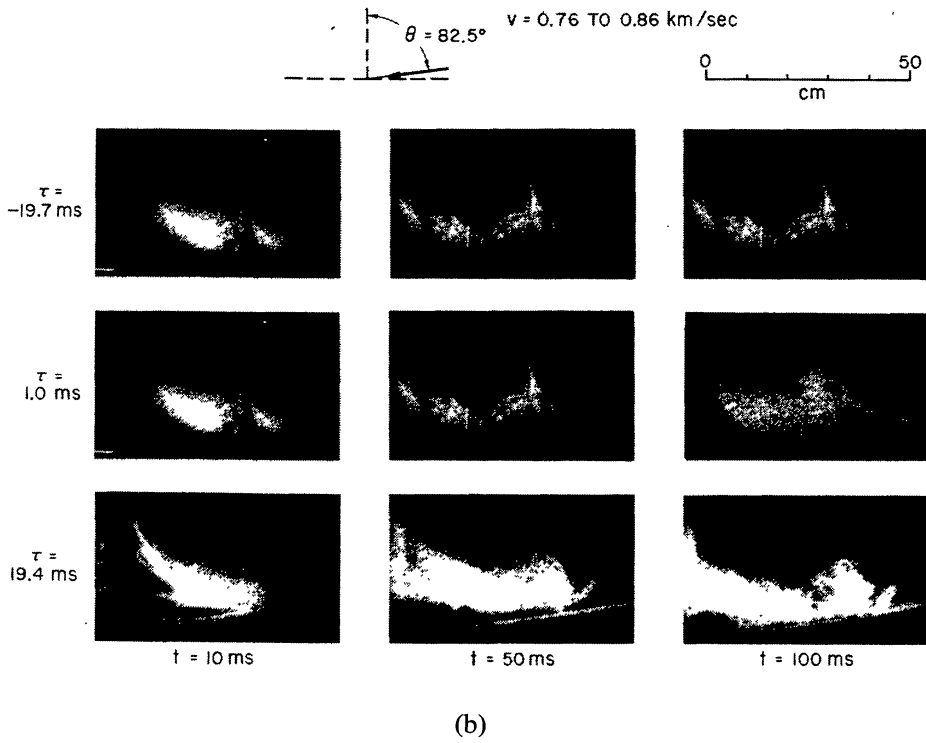 θ = 82.5°
v = 0.76 TO 0.86 km/sec
0 50
cm
τ =
-19.7 ms
τ =
1.0 ms
τ =
19.4 ms
t = 10 ms
t = 50 ms
t = 100 ms
(b)